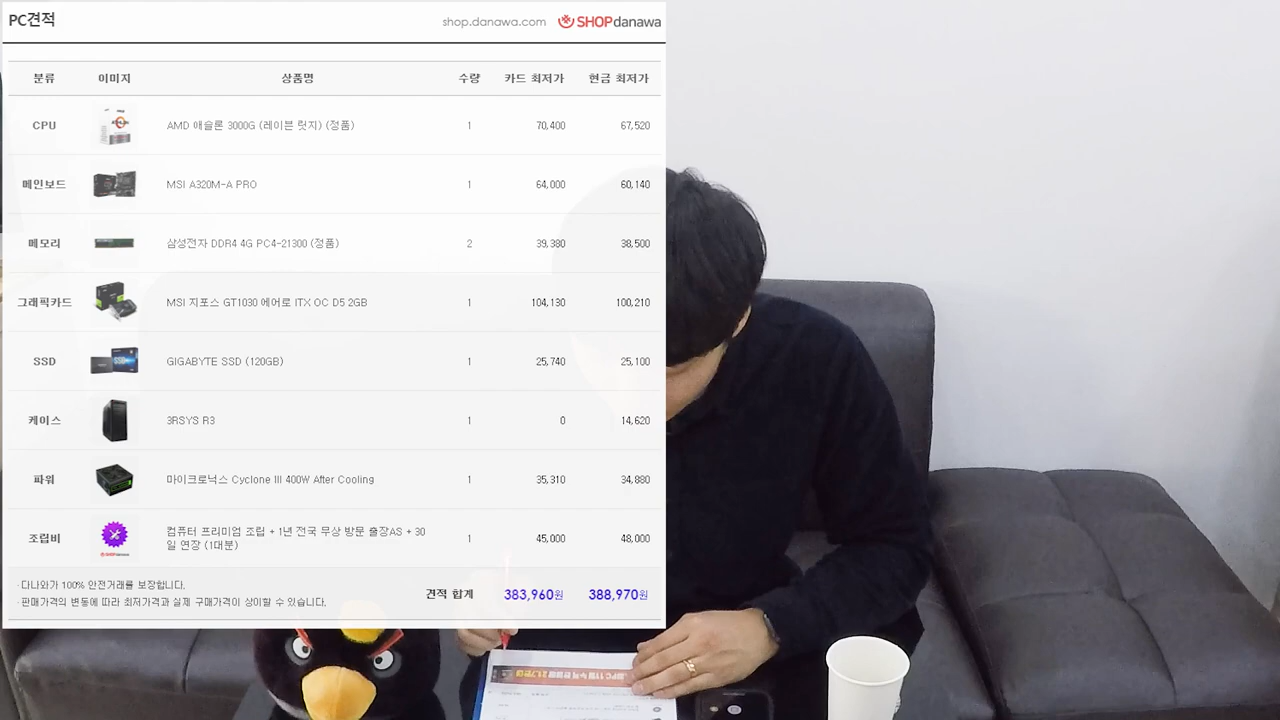 PC견적
shop.danawa.com SHOPdanawa
분류 이미지 상품명 수량 카드 최저가 현금 최저가
CPU AMD 애슬론 3000G (레이븐 릿지) (정품) 1 70,400 67,520
메인보드 MSI A320M-A PRO 1 64,000 60,140
메모리 삼성전자 DDR4 4G PC4-21300 (정품) 2 39,380 38,500
그래픽카드 MSI 지포스 GT1030 에어로 ITX OC D5 2GB 1 104,130 100,210
SSD GIGABYTE SSD (120GB) 1 25,740 25,100
케이스 3RSYS R3 1 0 14,620
파워 마이크로닉스 Cyclone III 400W After Cooling 1 35,310 34,880
조립비 컴퓨터 프리미엄 조립 + 1년 전국 무상 방문 출장AS + 30
일 연장 (1대분) 1 45,000 48,000
· 다나와가 100% 안전거래를 보장합니다.
· 판매가격의 변동에 따라 최저가격과 실제 구매가격이 상이할 수 있습니다.
견적 합계 383,960원 388,970원